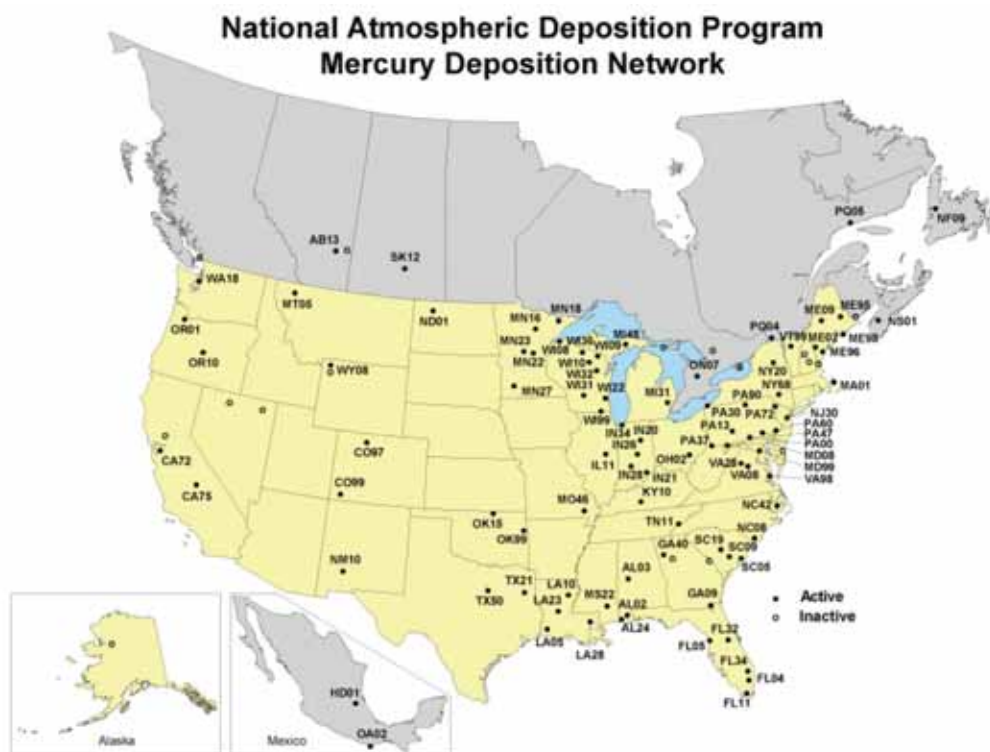 National Atmospheric Deposition Program
Mercury Deposition Network
PQ05
NF09
AB13
SK12
WA18
MT05
ND01
MN18
MN16
ME09
NS01
OR01
PQ04
VT99
ME02
ME98
ME96
MN23
WI08
WI09
MI48
OR10
WY08
MN22
WI10
ON07
NY20
WI32
MN27
WI31
WI22
MI31
NY68
MA01
PA90
PA30
PA72
NJ30
WI99
PA13
PA60
IN34
IN20
PA47
CO97
PA37
PA00
IN26
OH02
MD08
CA72
IL11
VA28
MD99
IN28
IN21
VA08
VA98
CO99
KY10
CA75
MO46
NC42
OK15
TN11
OK99
NC08
SC19
GA40
SC09
SC05
NM10
AL03
TX21
LA10
TX50
LA23
MS22
GA09
Active
AL02
Inactive
LA05
AL24
FL32
LA28
FL05
FL34
FL04
FL11
HD01
OA02
Alaska
Mexico